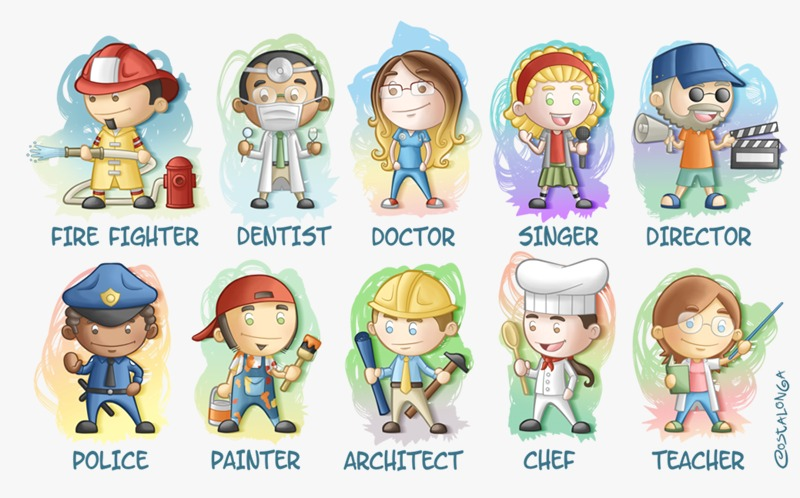 FIRE FIGHTER
DENTIST
DOCTOR
SINGER
DIRECTOR
POLICE
PAINTER
ARCHITECT
CHEF
TEACHER
@OSTALONGA